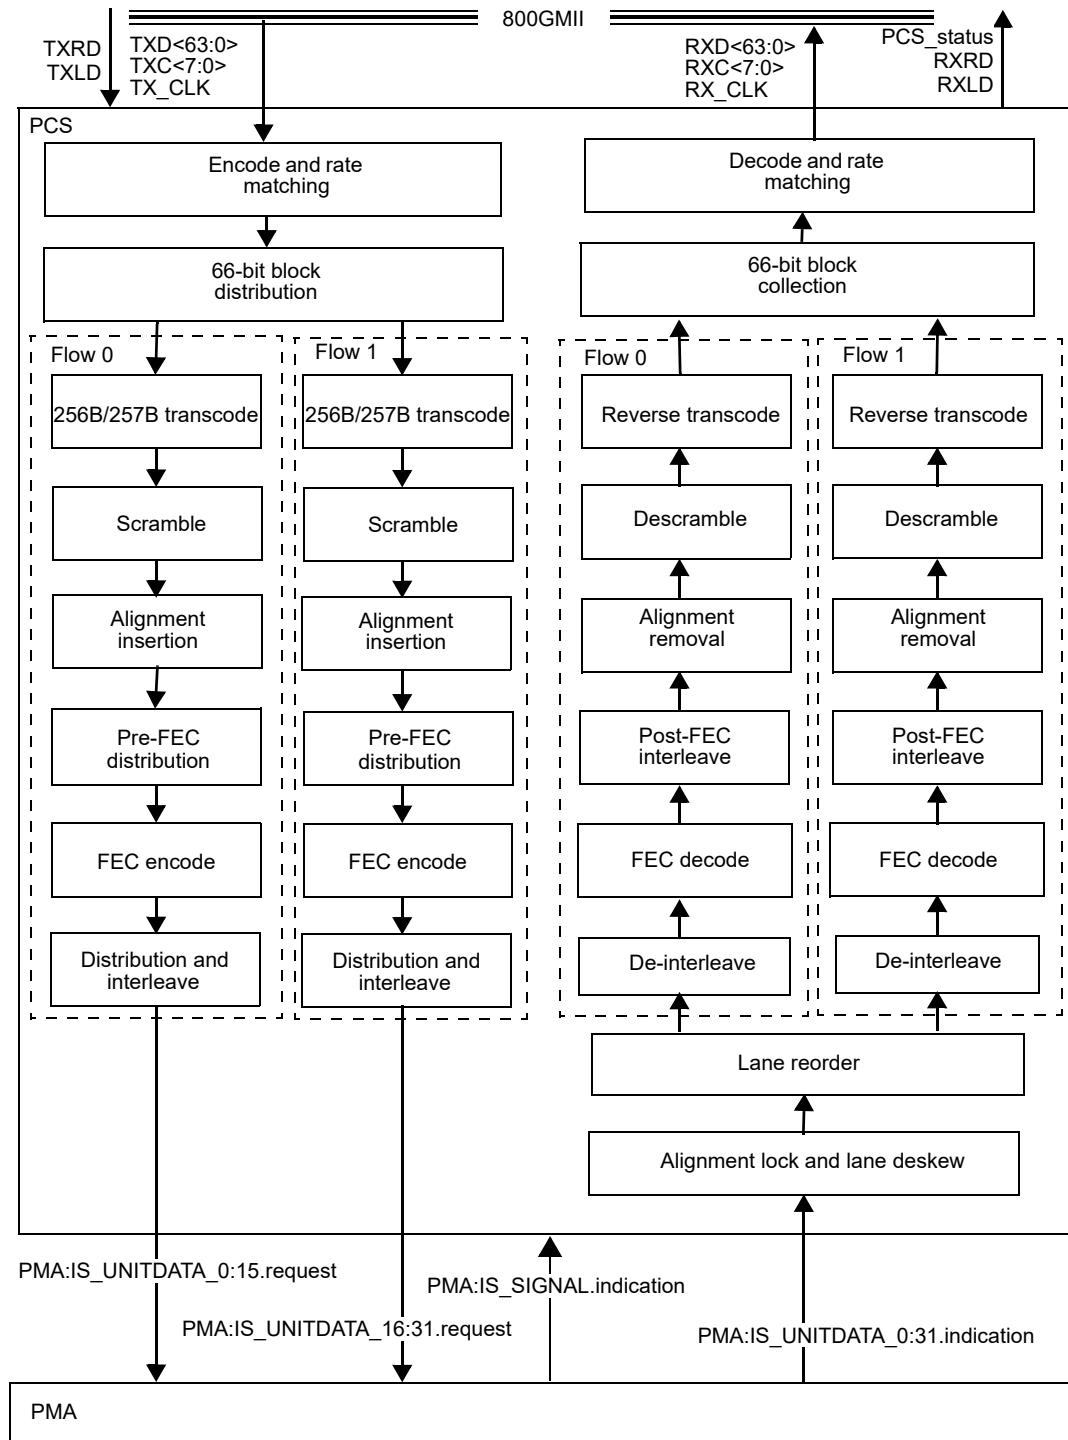 800GMII
TXRD
TXLD
TXD<63:0>
TXC<7:0>
TX_CLK
RXD<63:0>
RXC<7:0>
RX_CLK
PCS_status
RXRD
RXLD
PCS
Encode and rate
matching
Decode and rate
matching
66-bit block
distribution
66-bit block
collection
Flow 0
256B/257B transcode
Scramble
Alignment
insertion
Pre-FEC
distribution
FEC encode
Distribution and
interleave
Flow 1
256B/257B transcode
Scramble
Alignment
insertion
Pre-FEC
distribution
FEC encode
Distribution and
interleave
Flow 0
Reverse transcode
Descramble
Alignment
removal
Post-FEC
interleave
FEC decode
De-interleave
Flow 1
Reverse transcode
Descramble
Alignment
removal
Post-FEC
interleave
FEC decode
De-interleave
Lane reorder
Alignment lock and lane deskew
PMA:IS_UNITDATA_0:15.request
PMA:IS_UNITDATA_16:31.request
PMA:IS_SIGNAL.indication
PMA:IS_UNITDATA_0:31.indication
PMA